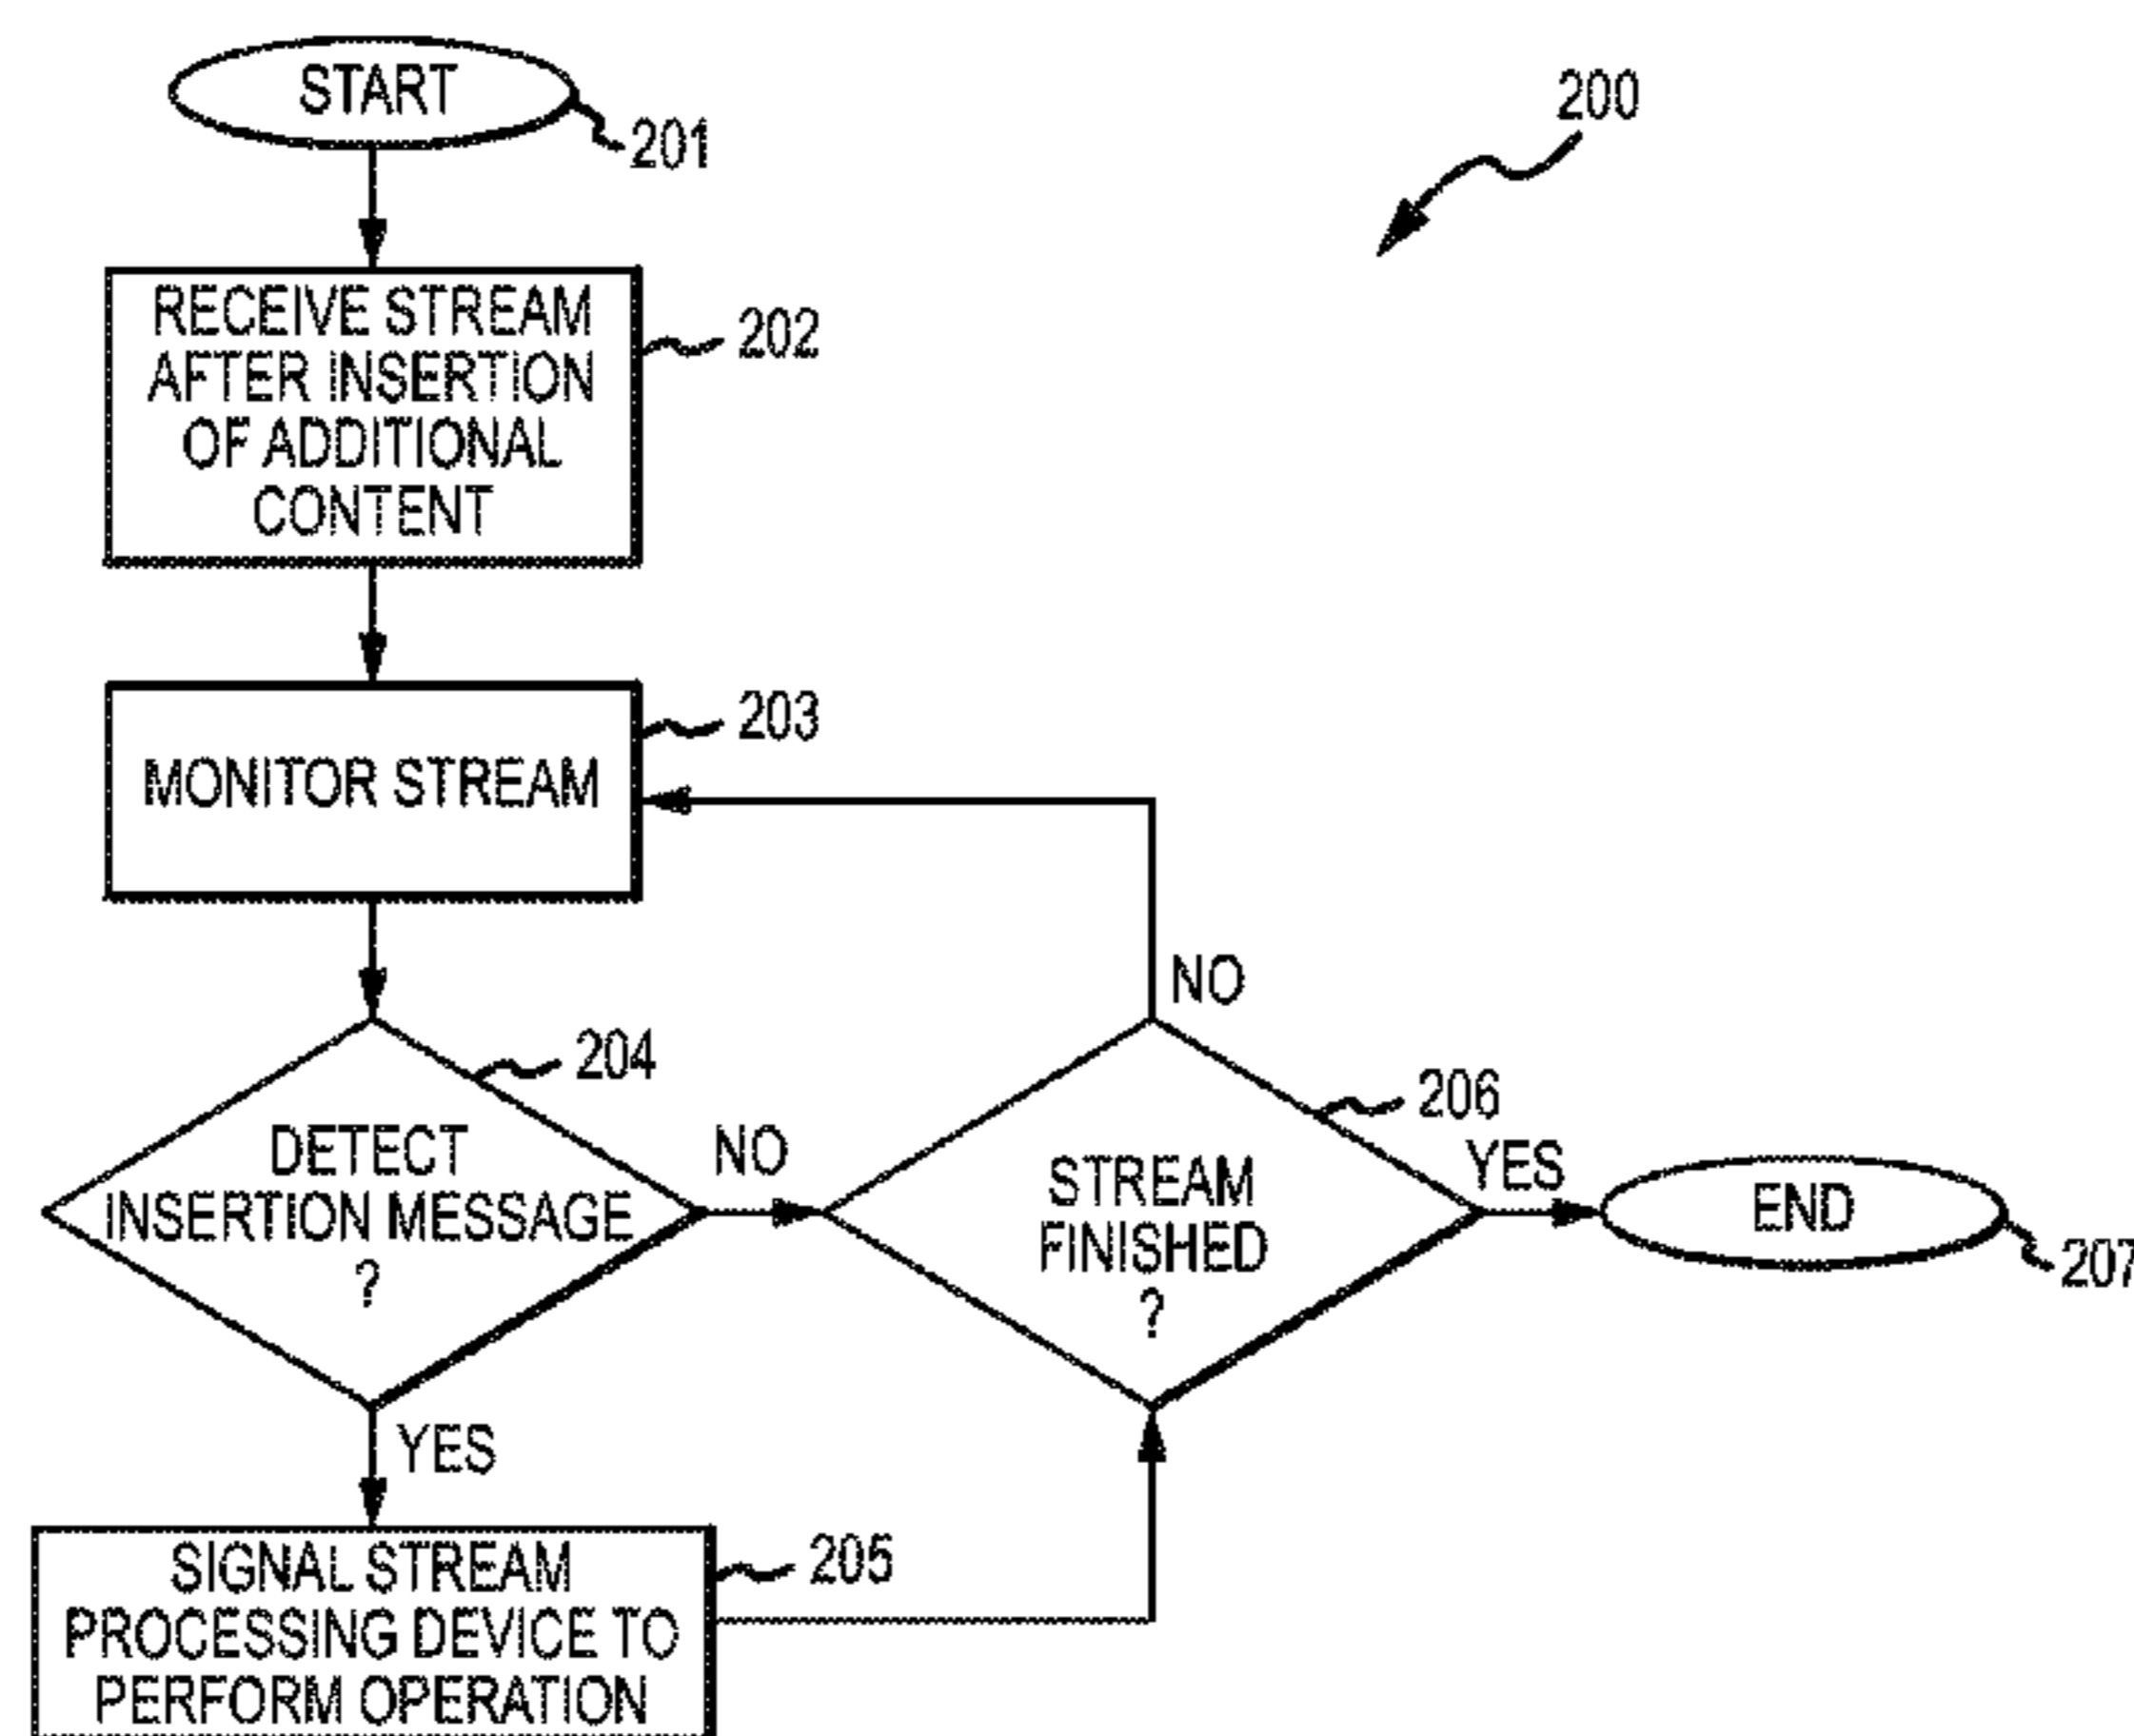 START
201
200
RECEIVE STREAM
AFTER INSERTION
OF ADDITIONAL
CONTENT
202
MONITOR STREAM
203
NO
DETECT
INSERTION MESSAGE
?
204
NO
STREAM
FINISHED
?
206
YES
END
207
YES
SIGNAL STREAM
PROCESSING DEVICE TO
PERFORM OPERATION
205